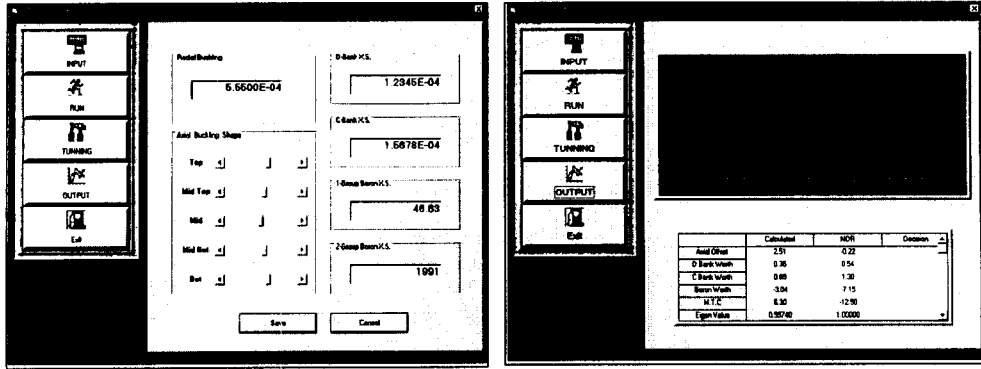 INPUT
RUN
TUNNING
OUTPUT
Exit
Radial Buckling
5.5500E-04
Axial Buckling Shape
Top
Mid Top
Mid
Mid Bot
Bot
D-Bank X.S.
1.2345E-04
C-Bank X.S.
1.5678E-04
1-Group Boron X.S.
46.63
2-Group Boron X.S.
1991
Save
Cancel
INPUT
RUN
TUNNING
OUTPUT
Exit
Calculated NDR Decision
Axial Offset 2.51 -0.22
D Bank Worth 0.36 0.54
C Bank Worth 0.89 1.30
Boron Worth -3.04 -7.15
M.T.C 6.30 -12.90
Eigen Value 0.95740 1.00000